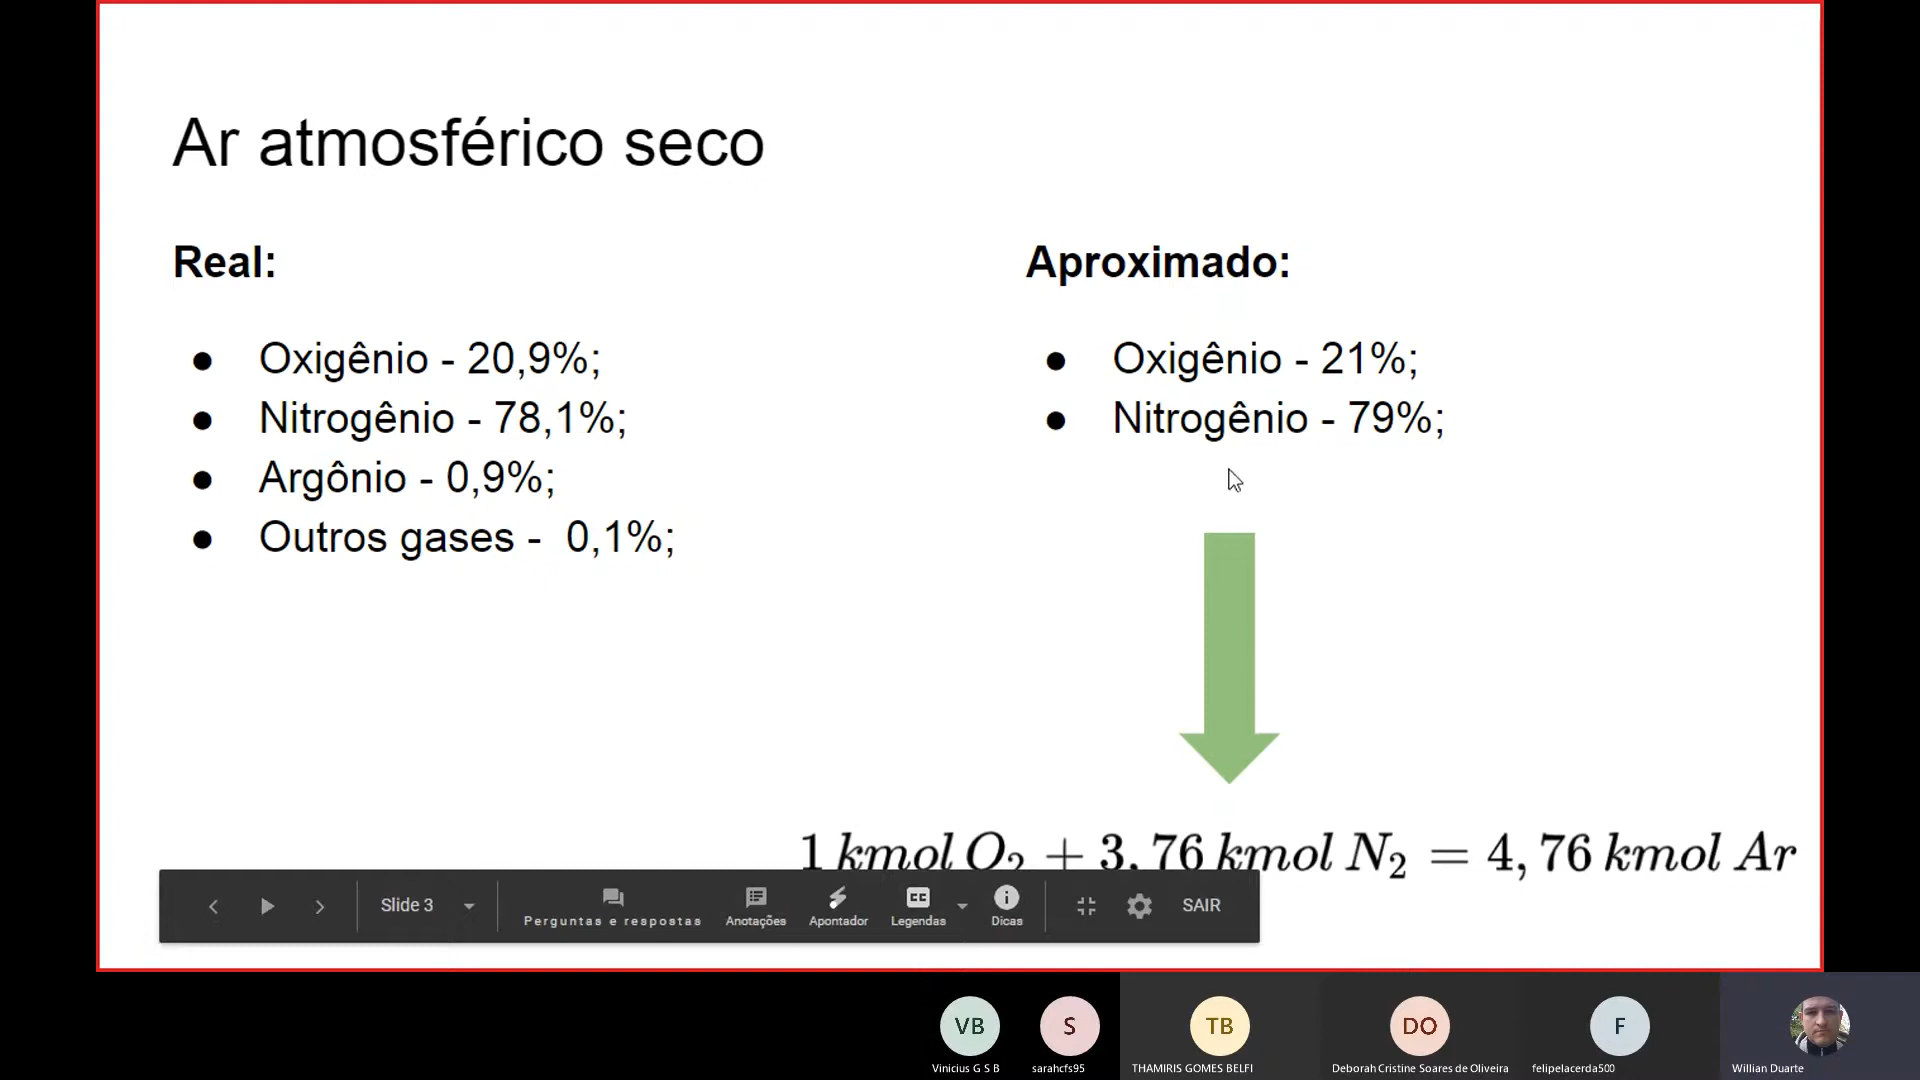 Ar atmosférico seco
Real:
● Oxigênio - 20,9%;
● Nitrogênio - 78,1%;
● Argônio - 0,9%;
● Outros gases - 0,1%;
Aproximado:
● Oxigênio - 21%;
● Nitrogênio - 79%;
1 kmol O₂ + 3,76 kmol N₂ = 4,76 kmol Ar
Slide 3
Perguntas e respostas
Anotações
Apontador
CC
Legendas
Dicas
SAIR
VB
S
TB
DO
F
Vinicius G S B
sarahcfs95
THAMIRIS GOMES BELFI
Deborah Cristine Soares de Oliveira
felipelacerda500
Willian Duarte